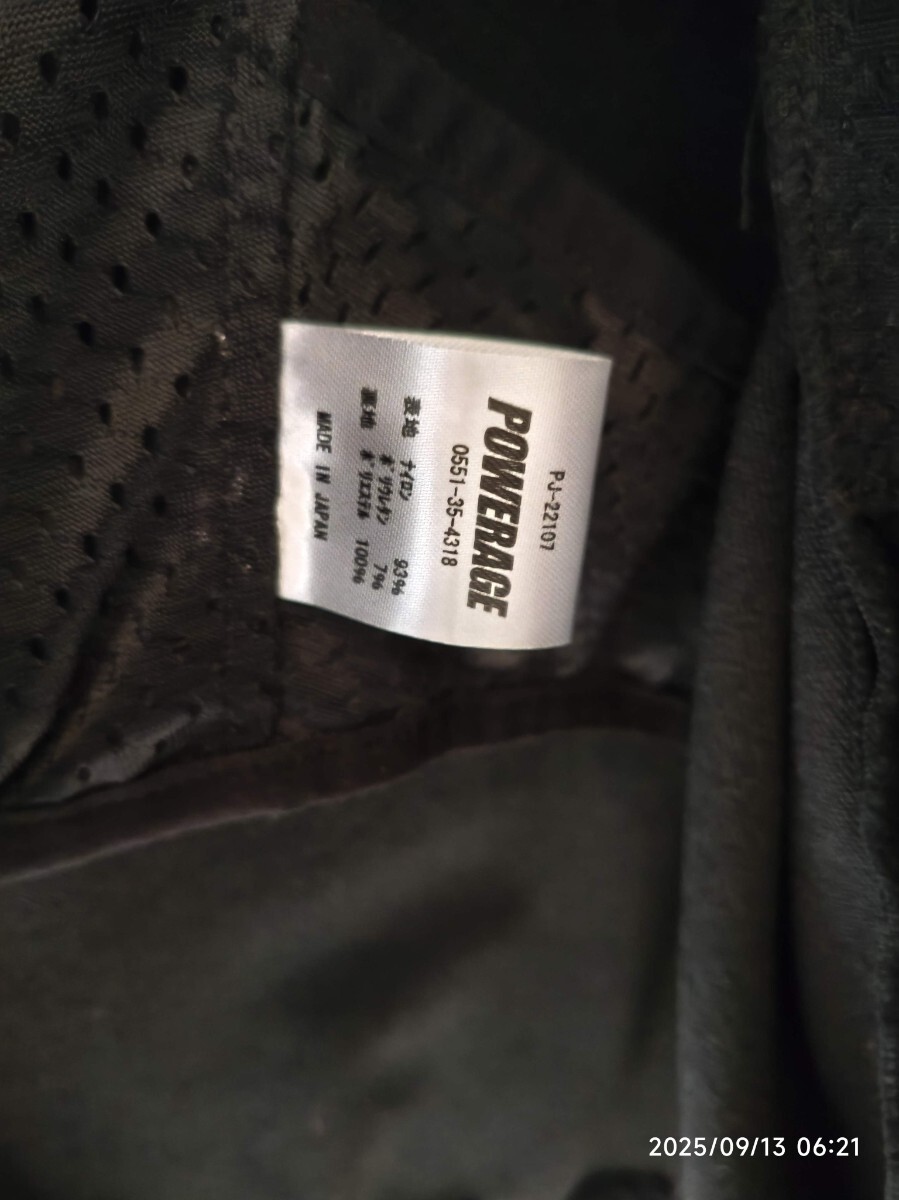 PJ-22107
POWERAGE
0551-35-4318
表地 ナイロン 93%
ポリウレタン 7%
裏地 ポリエステル 100%
MADE IN JAPAN
2025/09/13 06:21